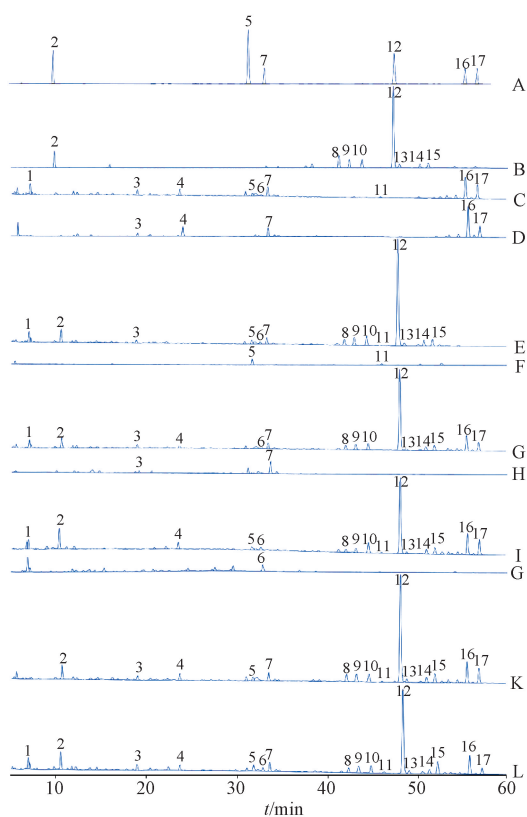 2 5 7 12 16 17 A
2 8 9 10 12 13 14 15 B
1 3 4 5 6 7 11 16 17 C
3 4 7 16 17 D
1 2 3 5 6 7 8 9 10 11 12 13 14 15 E
5 11 F
1 2 3 4 6 7 8 9 10 11 12 13 14 15 16 17 G
3 7 H
1 2 4 5 6 8 9 10 11 12 13 14 15 16 17 I
6 G
2 3 4 5 6 7 8 9 10 11 12 13 14 15 16 17 K
1 2 3 4 5 6 7 8 9 10 11 12 13 14 15 16 17 L
10 20 30 40 50 60
t/min